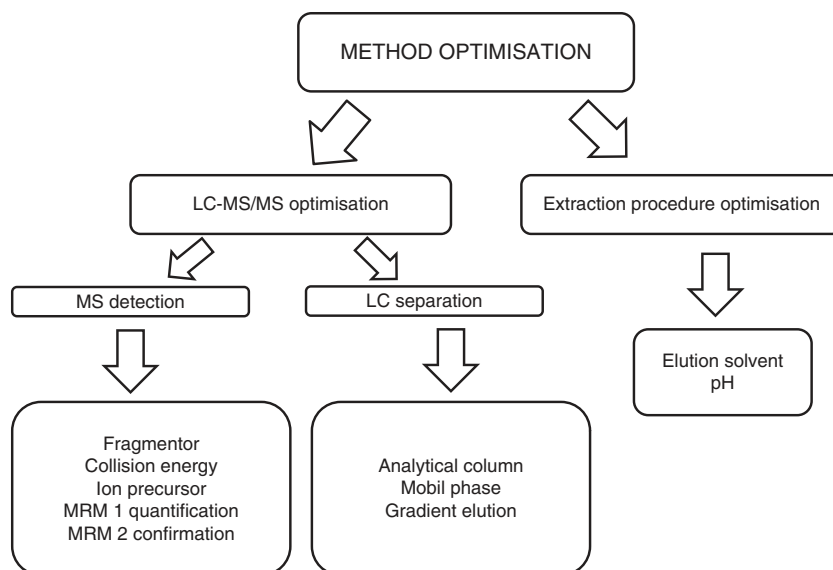 METHOD OPTIMISATION
LC-MS/MS optimisation
Extraction procedure optimisation
MS detection
LC separation
Elution solvent
pH
Fragmentor
Collision energy
Ion precursor
MRM 1 quantification
MRM 2 confirmation
Analytical column
Mobil phase
Gradient elution